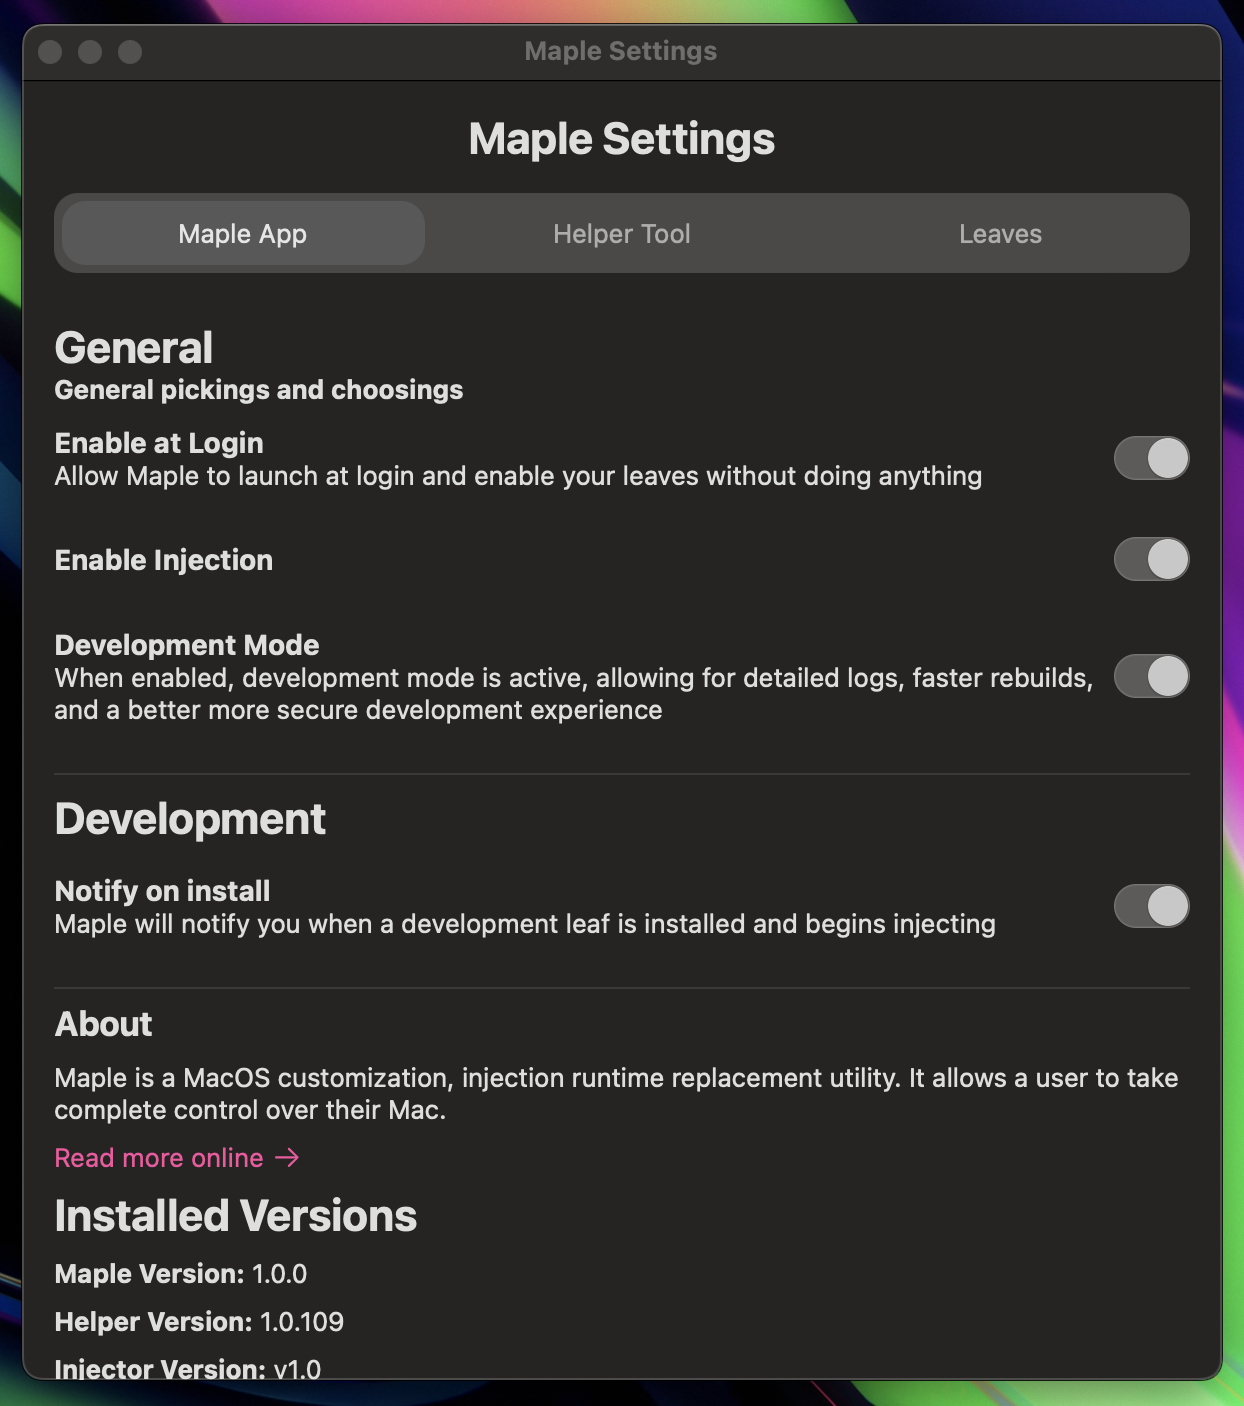 Maple Settings
Maple Settings
Maple App
Helper Tool
Leaves
General
General pickings and choosings
Enable at Login
Allow Maple to launch at login and enable your leaves without doing anything
Enable Injection
Development Mode
When enabled, development mode is active, allowing for detailed logs, faster rebuilds,
and a better more secure development experience
Development
Notify on install
Maple will notify you when a development leaf is installed and begins injecting
About
Maple is a MacOS customization, injection runtime replacement utility. It allows a user to take
complete control over their Mac.
Read more online →
Installed Versions
Maple Version: 1.0.0
Helper Version: 1.0.109
Injector Version: v1.0